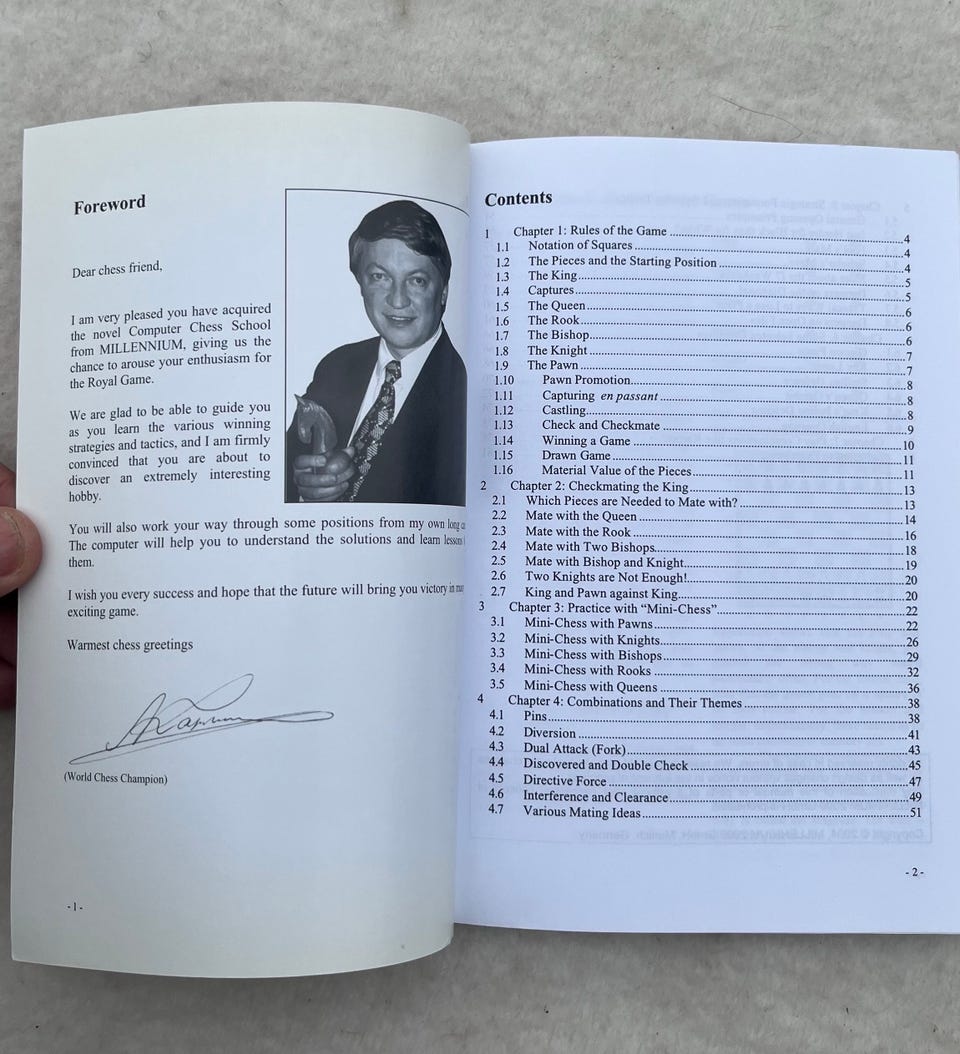 Foreword
Dear chess friend,
I am very pleased you have acquired
the novel Computer Chess School
from MILLENNIUM, giving us the
chance to arouse your enthusiasm for
the Royal Game.
We are glad to be able to guide you
as you learn the various winning
strategies and tactics, and I am firmly
convinced that you are about to
discover an extremely interesting
hobby.
You will also work your way through some positions from my own long
The computer will help you to understand the solutions and learn lessons
them.
I wish you every success and hope that the future will bring you victory in
exciting game.
Warmest chess greetings
(World Chess Champion)
- 1 -
Contents
1 Chapter 1: Rules of the Game ..... 4
1.1 Notation of Squares ..... 4
1.2 The Pieces and the Starting Position ..... 4
1.3 The King ..... 5
1.4 Captures ..... 5
1.5 The Queen ..... 6
1.6 The Rook ..... 6
1.7 The Bishop ..... 6
1.8 The Knight ..... 7
1.9 The Pawn ..... 7
1.10 Pawn Promotion ..... 8
1.11 Capturing en passant ..... 8
1.12 Castling ..... 8
1.13 Check and Checkmate ..... 9
1.14 Winning a Game ..... 10
1.15 Drawn Game ..... 11
1.16 Material Value of the Pieces ..... 11
2 Chapter 2: Checkmating the King ..... 13
2.1 Which Pieces are Needed to Mate with? ..... 13
2.2 Mate with the Queen ..... 14
2.3 Mate with the Rook ..... 16
2.4 Mate with Two Bishops ..... 18
2.5 Mate with Bishop and Knight ..... 19
2.6 Two Knights are Not Enough! ..... 20
2.7 King and Pawn against King ..... 20
3 Chapter 3: Practice with “Mini-Chess” ..... 22
3.1 Mini-Chess with Pawns ..... 22
3.2 Mini-Chess with Knights ..... 26
3.3 Mini-Chess with Bishops ..... 29
3.4 Mini-Chess with Rooks ..... 32
3.5 Mini-Chess with Queens ..... 36
4 Chapter 4: Combinations and Their Themes ..... 38
4.1 Pins ..... 38
4.2 Diversion ..... 41
4.3 Dual Attack (Fork) ..... 43
4.4 Discovered and Double Check ..... 45
4.5 Directive Force ..... 47
4.6 Interference and Clearance ..... 49
4.7 Various Mating Ideas ..... 51
- 2 -